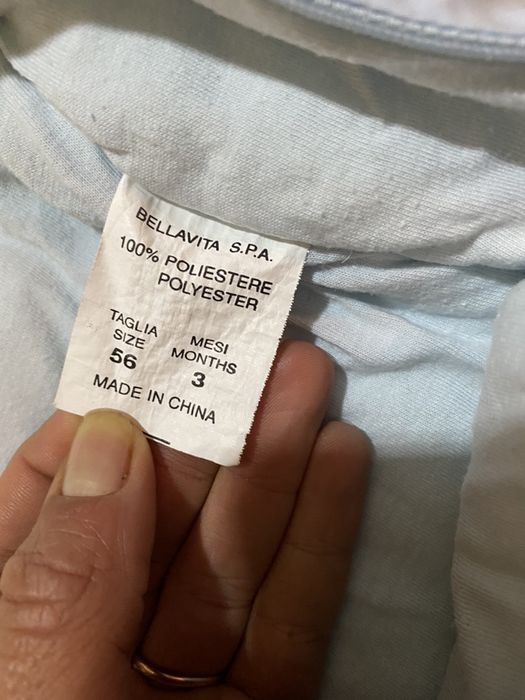 BELLAVITA S.P.A.
100% POLIESTERE
POLYESTER
TAGLIA MESI
SIZE MONTHS
56 3
MADE IN CHINA